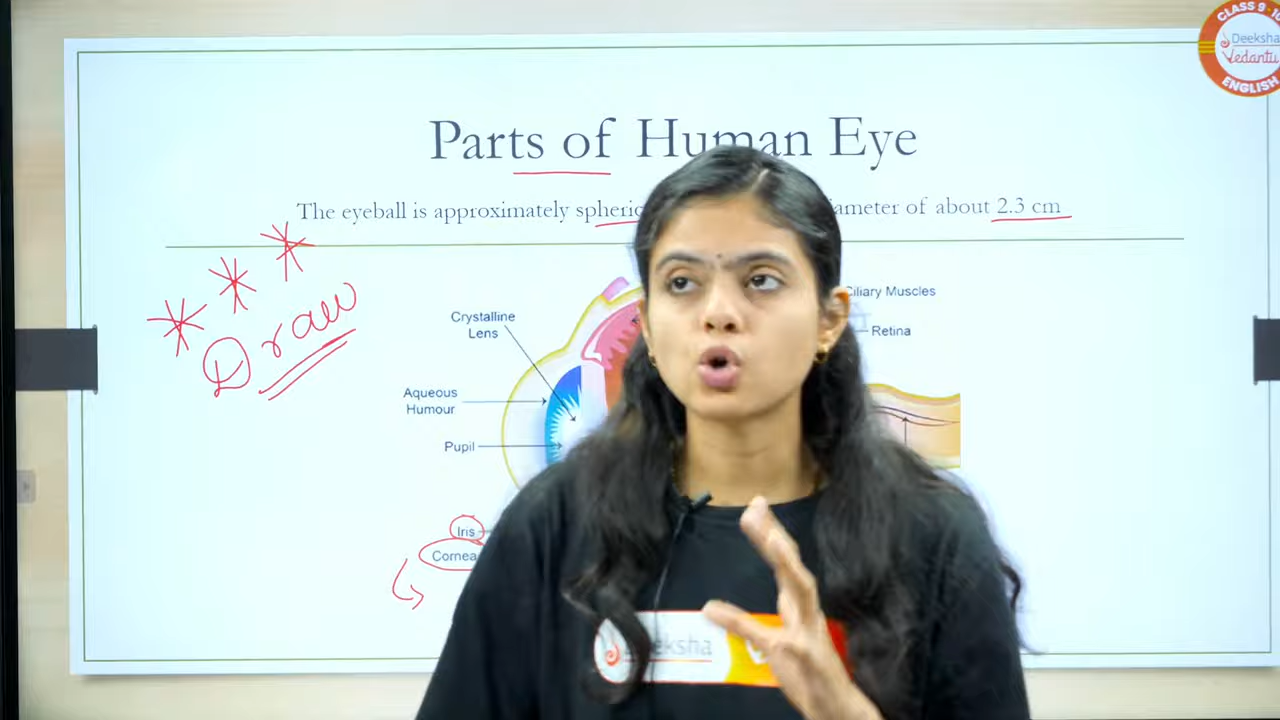 CLASS 9-10
Deeksha
Vedantu
ENGLISH
Parts of Human Eye
The eyeball is approximately spheric
iameter of about 2.3 cm
Draw
Crystalline
Lens
Ciliary Muscles
Retina
Aqueous
Humour
Pupil
Iris
Cornea
eeksha
V